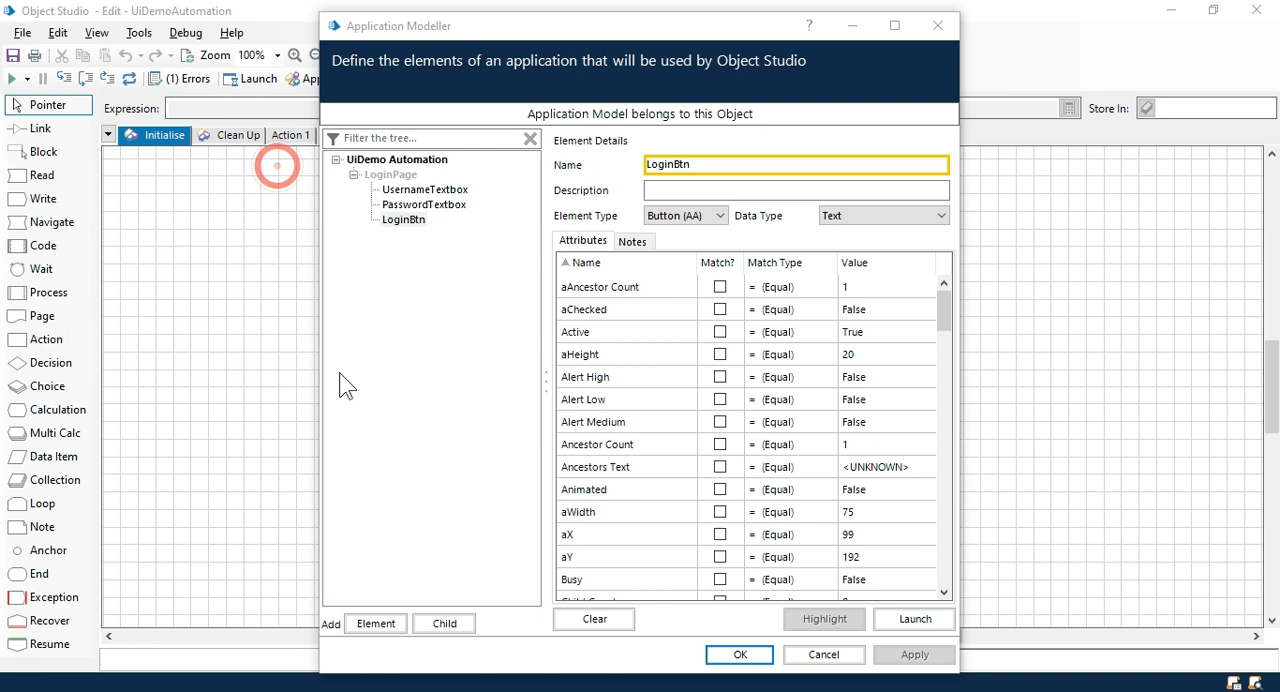 Object Studio - Edit - UiDemoAutomation
File Edit View Tools Debug Help
Zoom 100%
(1) Errors Launch App
Pointer
Link
Block
Read
Write
Navigate
Code
Wait
Process
Page
Action
Decision
Choice
Calculation
Multi Calc
Data Item
Collection
Loop
Note
Anchor
End
Exception
Recover
Resume
Expression:
Store In:
Initialise Clean Up Action 1
Application Modeller
?
Define the elements of an application that will be used by Object Studio
Application Model belongs to this Object
Filter the tree...
UiDemo Automation
LoginPage
UsernameTextbox
PasswordTextbox
LoginBtn
Add Element Child
Element Details
Name LoginBtn
Description
Element Type Button (AA) Data Type Text
Attributes Notes
Name Match? Match Type Value
aAncestor Count = (Equal) 1
aChecked = (Equal) False
Active = (Equal) True
aHeight = (Equal) 20
Alert High = (Equal) False
Alert Low = (Equal) False
Alert Medium = (Equal) False
Ancestor Count = (Equal) 1
Ancestors Text = (Equal) <UNKNOWN>
Animated = (Equal) False
aWidth = (Equal) 75
aX = (Equal) 99
aY = (Equal) 192
Busy = (Equal) False
Clear Highlight Launch
OK Cancel Apply